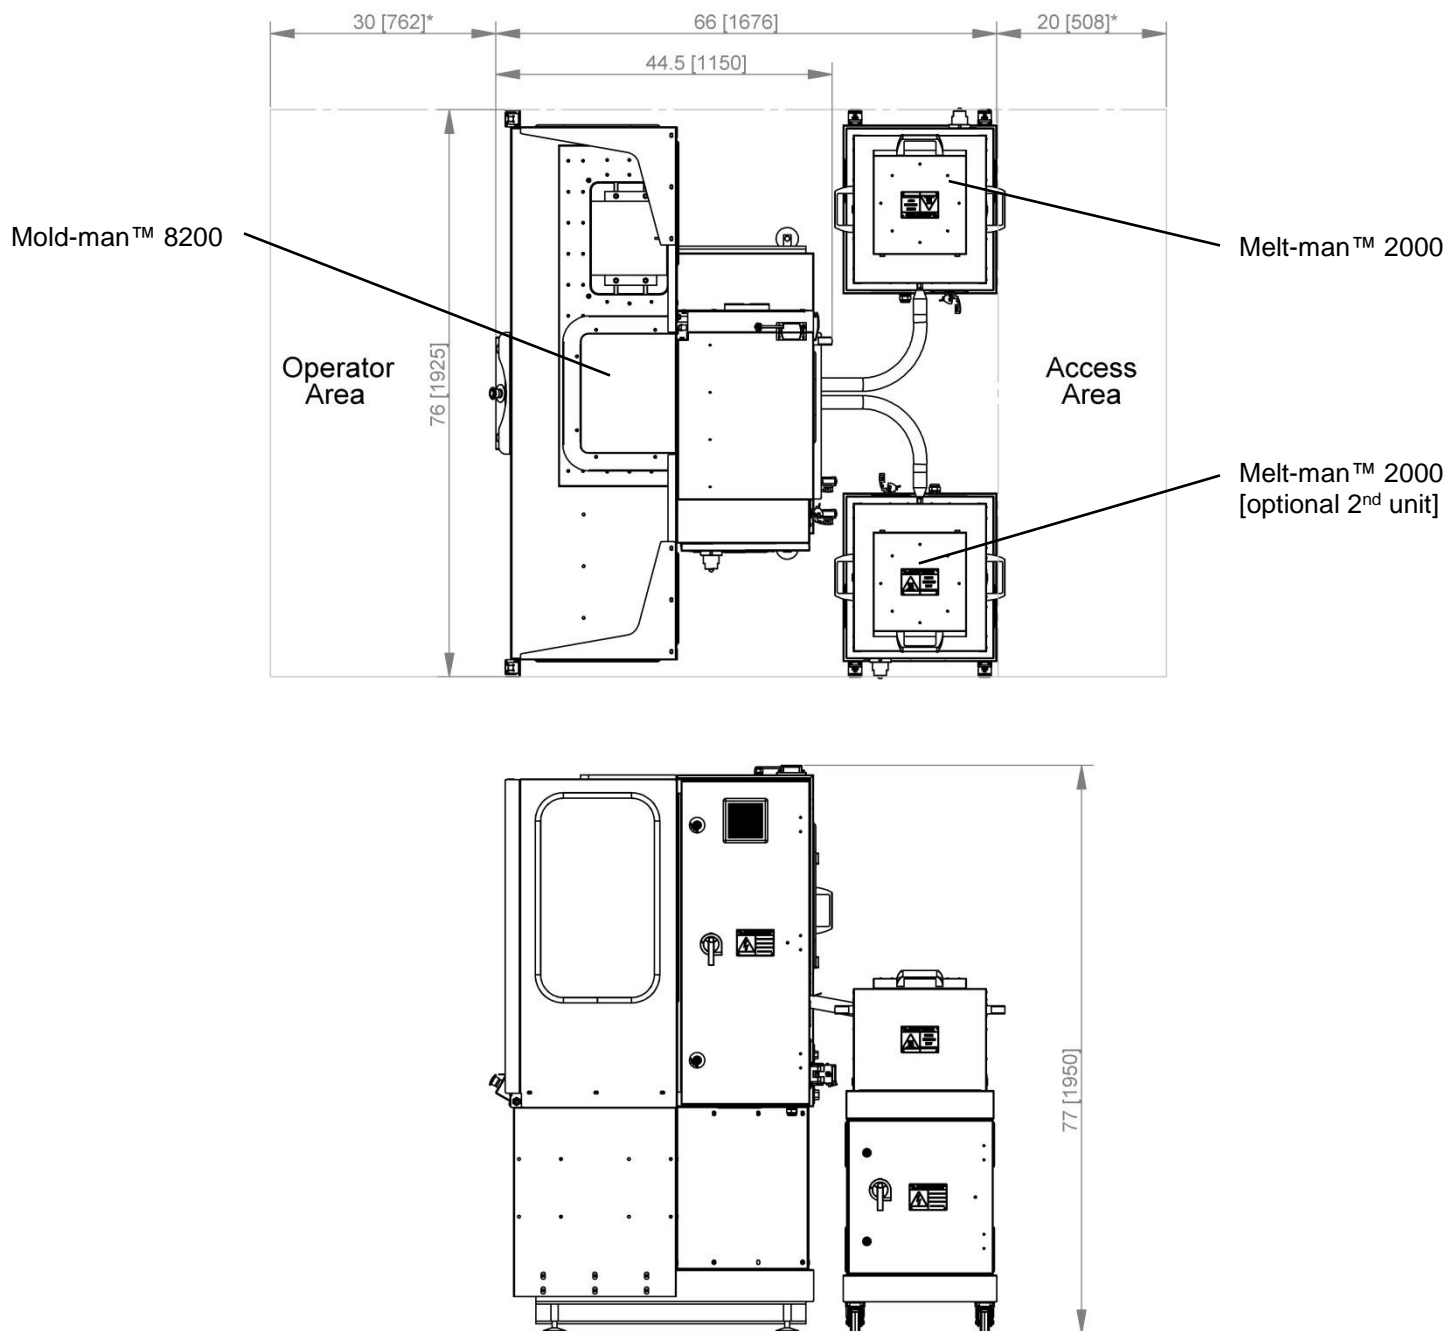 30 [762]*
66 [1676]
20 [508]*
44.5 [1150]
Mold-man™ 8200
Melt-man™ 2000
Operator
Area
76 [1925]
Access
Area
Melt-man™ 2000
[optional 2nd unit]
77 [1950]